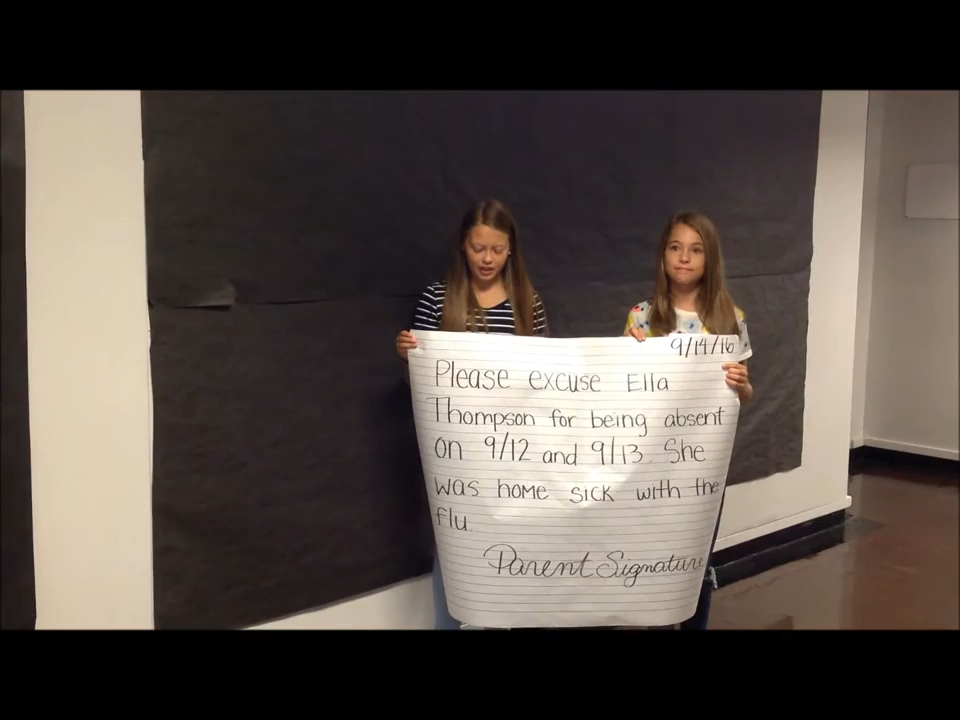 9/14/16
Please excuse Ella
Thompson for being absent
on 9/12 and 9/13. She
was home sick with the
flu.
Parent Signature